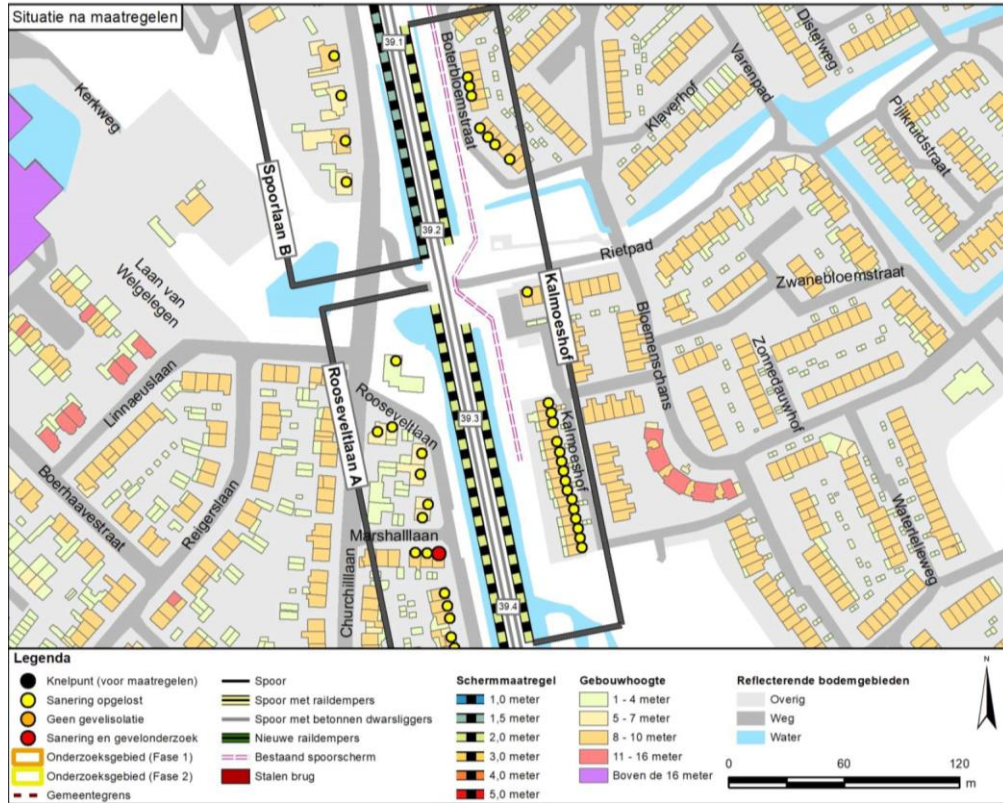 Situatie na maatregelen
Kerkweg
39.1
Boterbloemstraat
Varenpad
Distelweg
Klaverhof
Pijlkruidstraat
Spoorlaan B
39.2
Rietpad
Laan van
Welgelegen
Kalmoeshof
Zwanebloemstraat
Bloemenschans
Zonnedauwhof
Linnaeuslaan
Rooseveltlaan A
Rooseveltlaan
39.3
Kalmoeshof
Boerhaavestraat
Reigerslaan
Marshalllaan
Waterlelieweg
Churchilllaan
39.4
Legenda
Knelpunt (voor maatregelen)
Sanering opgelost
Geen gevelisolatie
Sanering en gevelonderzoek
Onderzoeksgebied (Fase 1)
Onderzoeksgebied (Fase 2)
Gemeentegrens
Spoor
Spoor met raildempers
Spoor met betonnen dwarsliggers
Nieuwe raildempers
Bestaand spoorscherm
Stalen brug
Schermmaatregel
1,0 meter
1,5 meter
2,0 meter
3,0 meter
4,0 meter
5,0 meter
Gebouwhoogte
1 - 4 meter
5 - 7 meter
8 - 10 meter
11 - 16 meter
Boven de 16 meter
Reflecterende bodemgebieden
Overig
Weg
Water
N
0 60 120
m